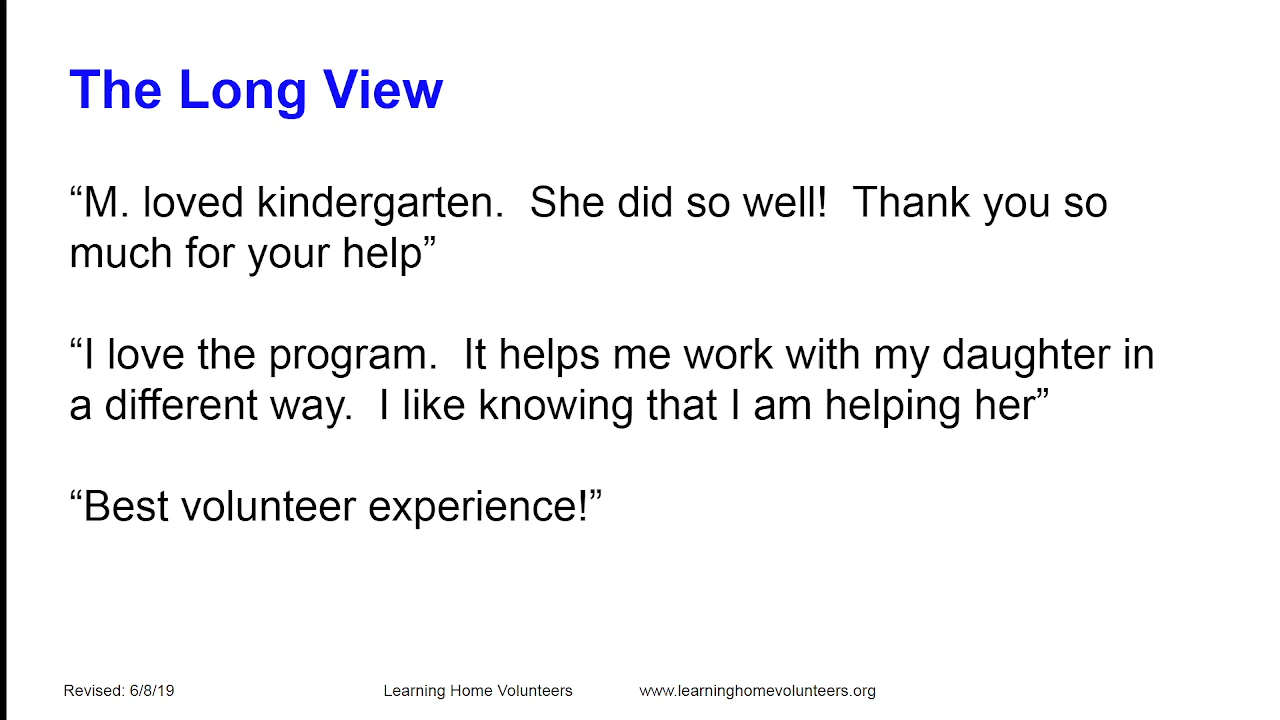 The Long View
“M. loved kindergarten.  She did so well!  Thank you so
much for your help”
“I love the program.  It helps me work with my daughter in
a different way.  I like knowing that I am helping her”
“Best volunteer experience!”
Revised: 6/8/19 Learning Home Volunteers www.learninghomevolunteers.org